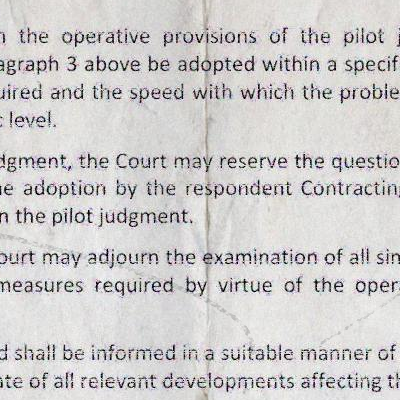 the operative provisions of the pilot
agraph 3 above be adopted within a specif
uired and the speed with which the proble
level.
dgment, the Court may reserve the questio
e adoption by the respondent Contracting
n the pilot judgment.
ourt may adjourn the examination of all sim
measures required by virtue of the opera
d shall be informed in a suitable manner of
ate of all relevant developments affecting th